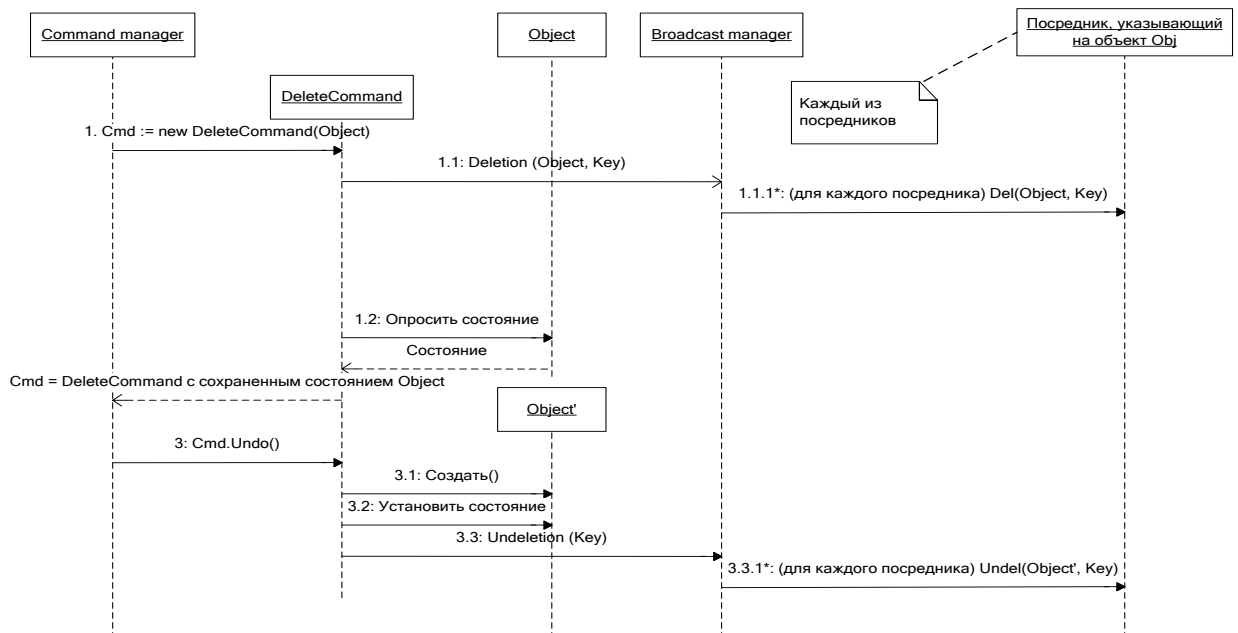 Command manager
Object
Broadcast manager
Посредник, указывающий
на объект Obj
DeleteCommand
Каждый из
посредников
1. Cmd := new DeleteCommand(Object)
1.1: Deletion (Object, Key)
1.1.1*: (для каждого посредника) Del(Object, Key)
1.2: Опросить состояние
Состояние
Cmd = DeleteCommand с сохраненным состоянием Object
Object'
3: Cmd.Undo()
3.1: Создать()
3.2: Установить состояние
3.3: Undeletion (Key)
3.3.1*: (для каждого посредника) Undel(Object', Key)